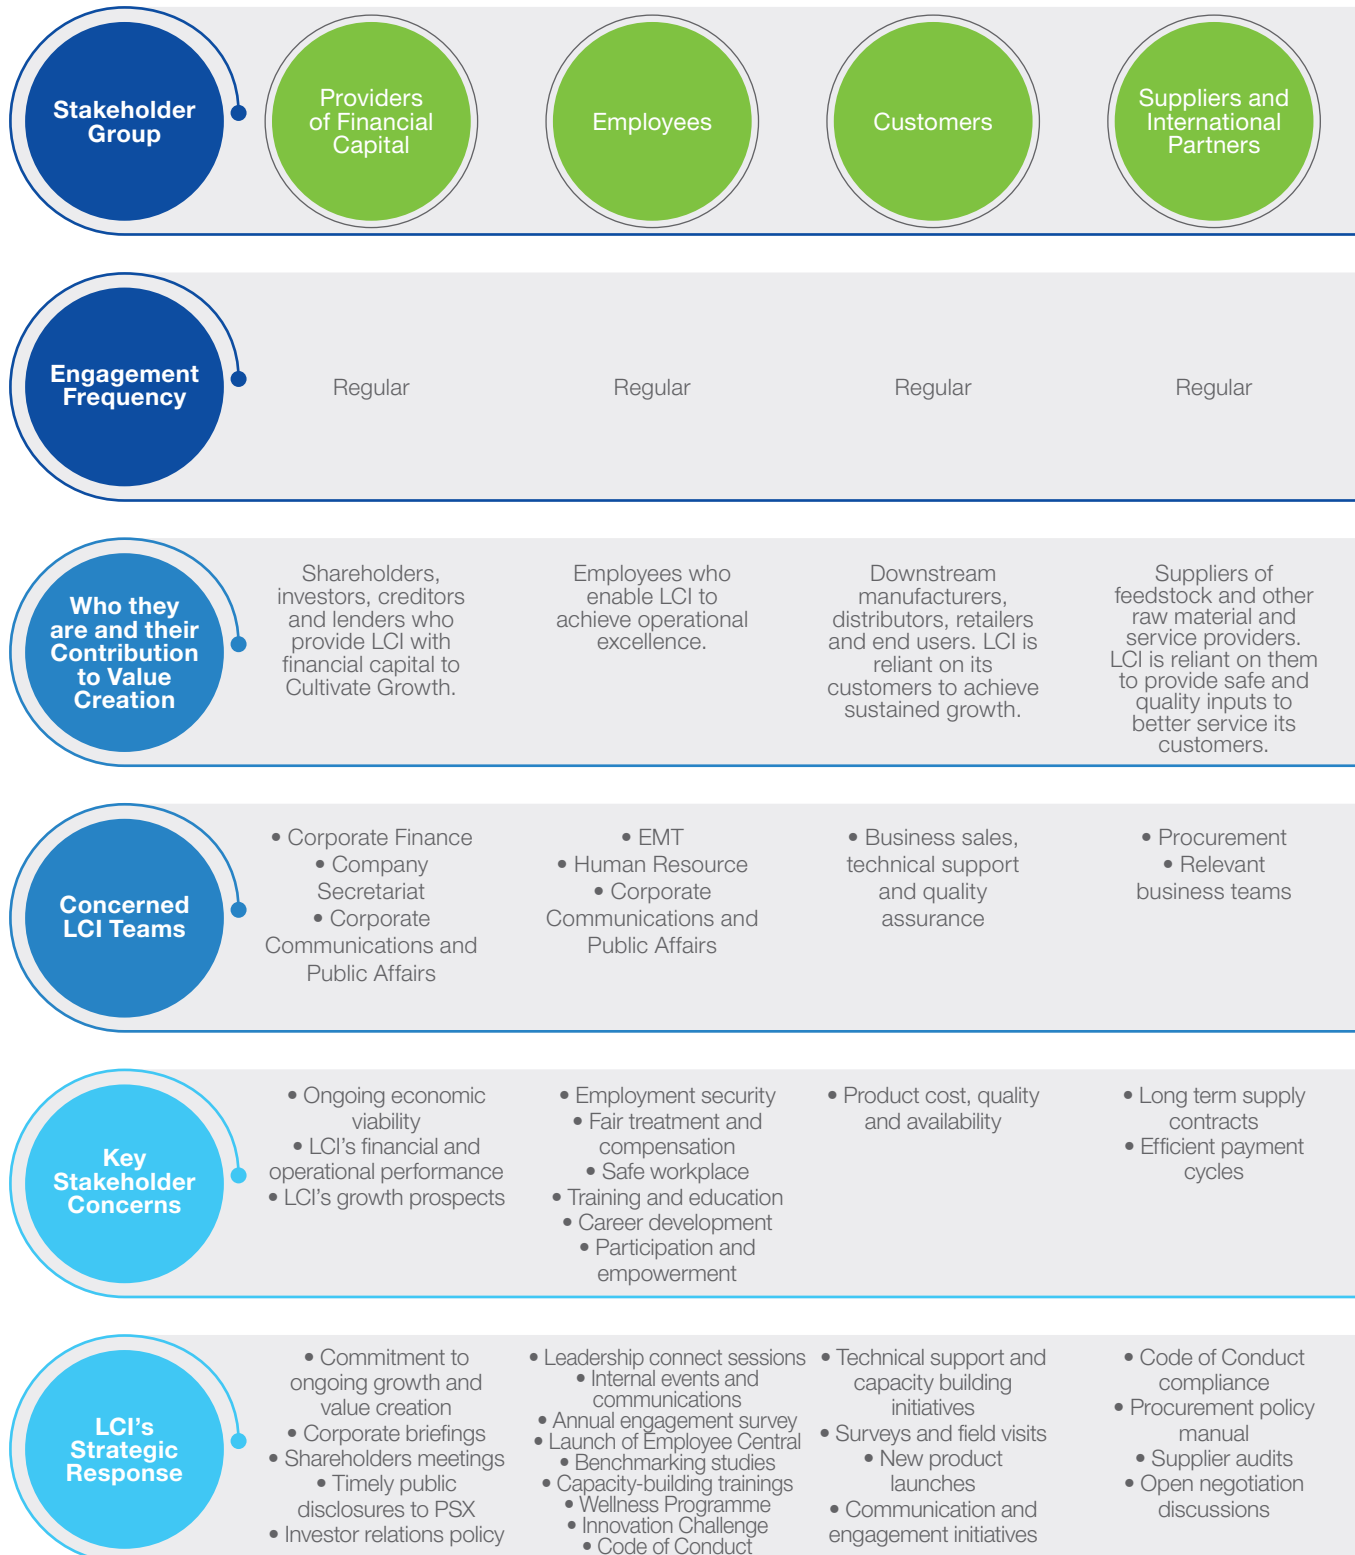 Stakeholder
Group
Providers
of Financial
Capital
Employees
Customers
Suppliers and
International
Partners
Engagement
Frequency
Regular
Regular
Regular
Regular
Who they
are and their
Contribution
to Value
Creation
Shareholders,
investors, creditors
and lenders who
provide LCI with
financial capital to
Cultivate Growth.
Employees who
enable LCI to
achieve operational
excellence.
Downstream
manufacturers,
distributors, retailers
and end users. LCI is
reliant on its
customers to achieve
sustained growth.
Suppliers of
feedstock and other
raw material and
service providers.
LCI is reliant on them
to provide safe and
quality inputs to
better service its
customers.
Concerned
LCI Teams
• Corporate Finance
• Company
Secretariat
• Corporate
Communications and
Public Affairs
• EMT
• Human Resource
• Corporate
Communications and
Public Affairs
• Business sales,
technical support
and quality
assurance
• Procurement
• Relevant
business teams
Key
Stakeholder
Concerns
• Ongoing economic
viability
• LCI's financial and
operational performance
• LCI's growth prospects
• Employment security
• Fair treatment and
compensation
• Safe workplace
• Training and education
• Career development
• Participation and
empowerment
• Product cost, quality
and availability
• Long term supply
contracts
• Efficient payment
cycles
LCI's
Strategic
Response
• Commitment to
ongoing growth and
value creation
• Corporate briefings
• Shareholders meetings
• Timely public
disclosures to PSX
• Investor relations policy
• Leadership connect sessions
• Internal events and
communications
• Annual engagement survey
• Launch of Employee Central
• Benchmarking studies
• Capacity-building trainings
• Wellness Programme
• Innovation Challenge
• Code of Conduct
• Technical support and
capacity building
initiatives
• Surveys and field visits
• New product
launches
• Communication and
engagement initiatives
• Code of Conduct
compliance
• Procurement policy
manual
• Supplier audits
• Open negotiation
discussions